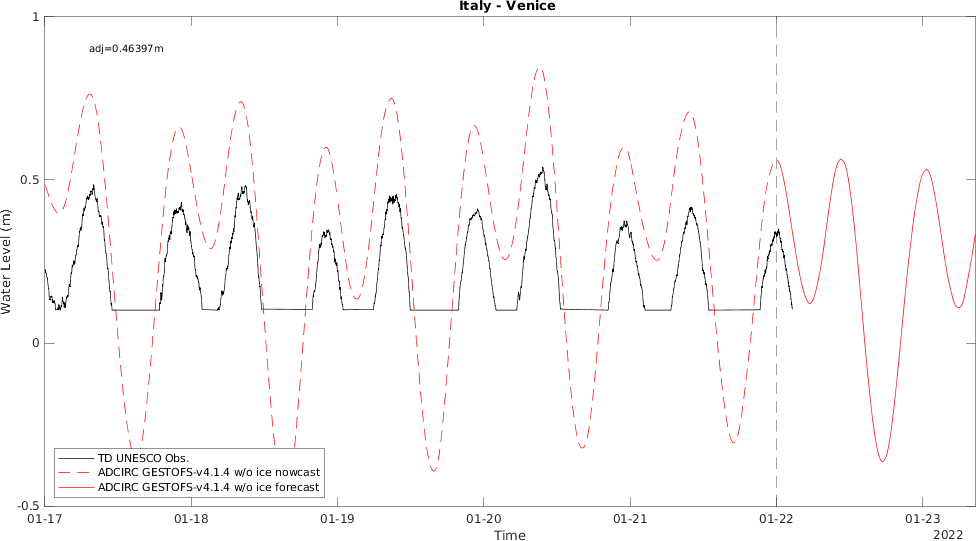 Italy - Venice
adj=0.46397m
Water Level (m)
1
0.5
0
-0.5
TD UNESCO Obs.
ADCIRC GESTOFS-v4.1.4 w/o ice nowcast
ADCIRC GESTOFS-v4.1.4 w/o ice forecast
01-17 01-18 01-19 01-20 01-21 01-22 01-23
Time
2022